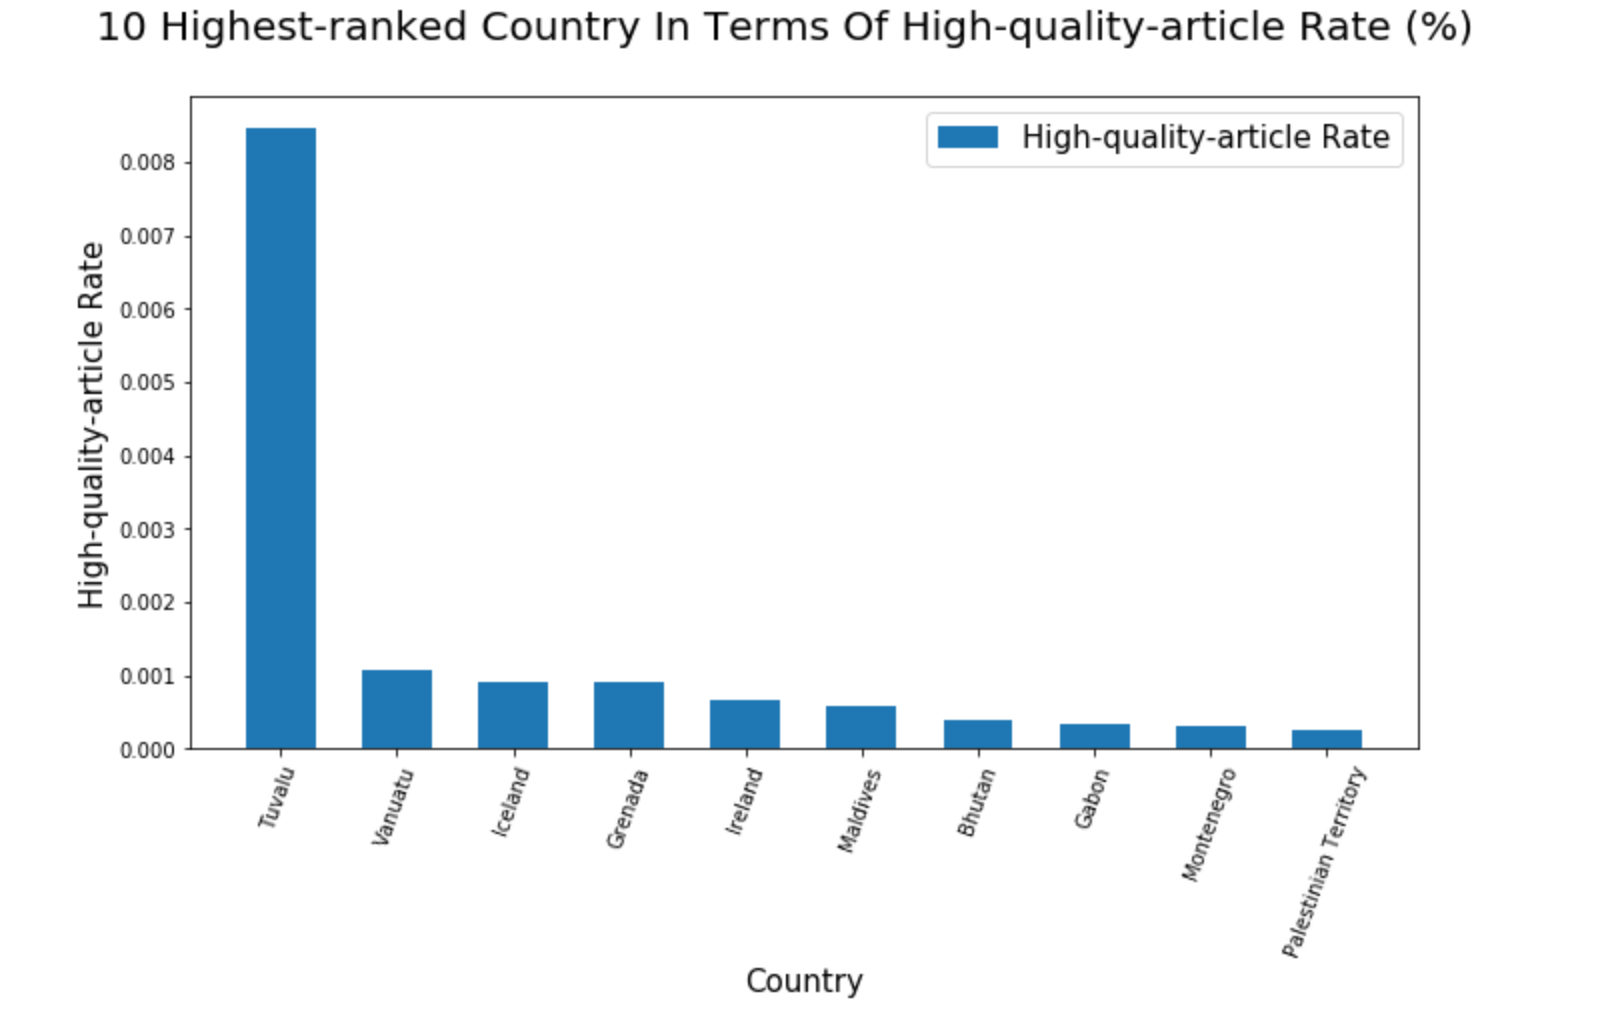 10 Highest-ranked Country In Terms Of High-quality-article Rate (%)
High-quality-article Rate
High-quality-article Rate
0.008
0.007
0.006
0.005
0.004
0.003
0.002
0.001
0.000
Tuvalu
Vanuatu
Iceland
Grenada
Ireland
Maldives
Bhutan
Gabon
Montenegro
Palestinian Territory
Country